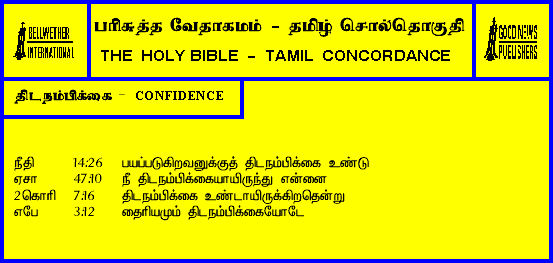 BELLWETHER
INTERNATIONAL
பரிசுத்த வேதாகமம் - தமிழ் சொல்தொகுதி
THE HOLY BIBLE - TAMIL CONCORDANCE
GOOD NEWS
PUBLISHERS
திடநம்பிக்கை - CONFIDENCE
நீதி 14:26 பயப்படுகிறவனுக்குத் திடநம்பிக்கை உண்டு
ஏசா 47:10 நீ திடநம்பிக்கையாயிருந்து என்னை
2கொரி 7:16 திடநம்பிக்கை உண்டாயிருக்கிறதென்று
எபே 3:12 தைரியமும் திடநம்பிக்கையோடே